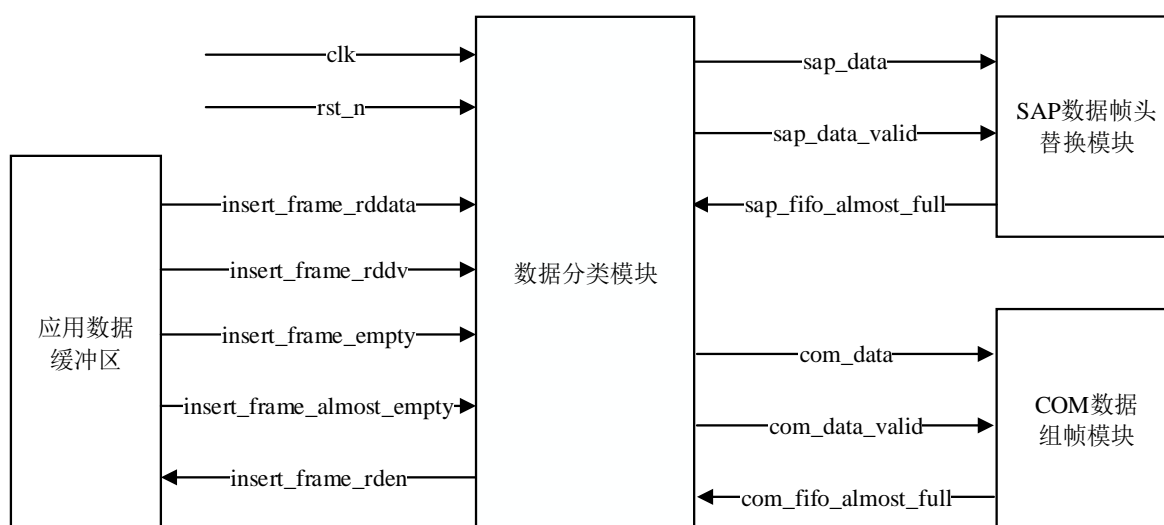 clk
rst_n
应用数据
缓冲区
insert_frame_rddata
insert_frame_rddv
insert_frame_empty
insert_frame_almost_empty
insert_frame_rden
数据分类模块
sap_data
sap_data_valid
sap_fifo_almost_full
SAP数据帧头
替换模块
com_data
com_data_valid
com_fifo_almost_full
COM数据
组帧模块